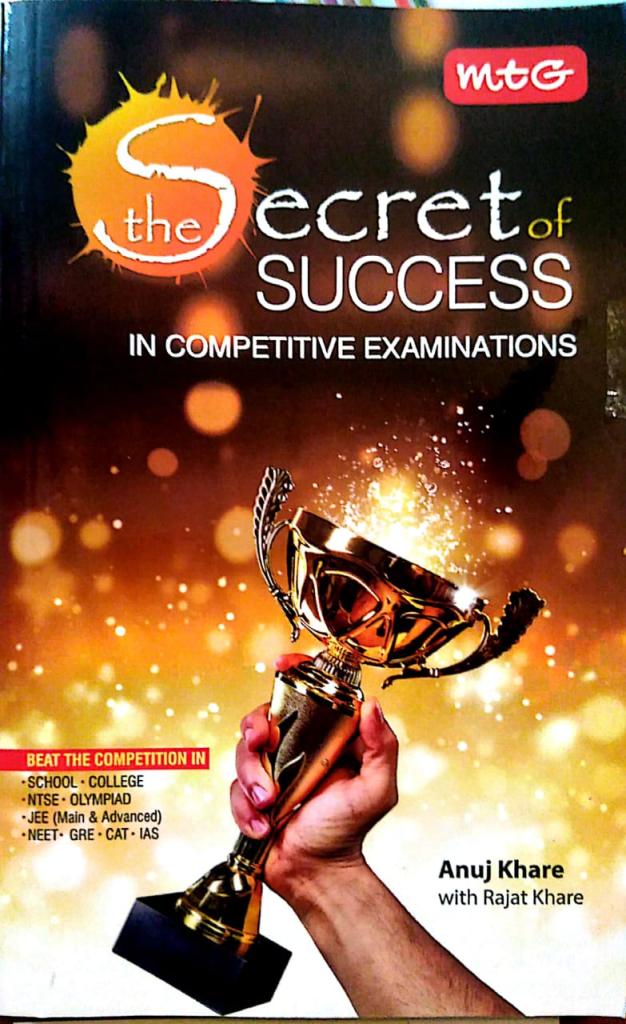 mtG
the Secret of
SUCCESS
IN COMPETITIVE EXAMINATIONS
BEAT THE COMPETITION IN
• SCHOOL • COLLEGE
• NTSE • OLYMPIAD
• JEE (Main & Advanced)
• NEET • GRE • CAT • IAS
Anuj Khare
with Rajat Khare